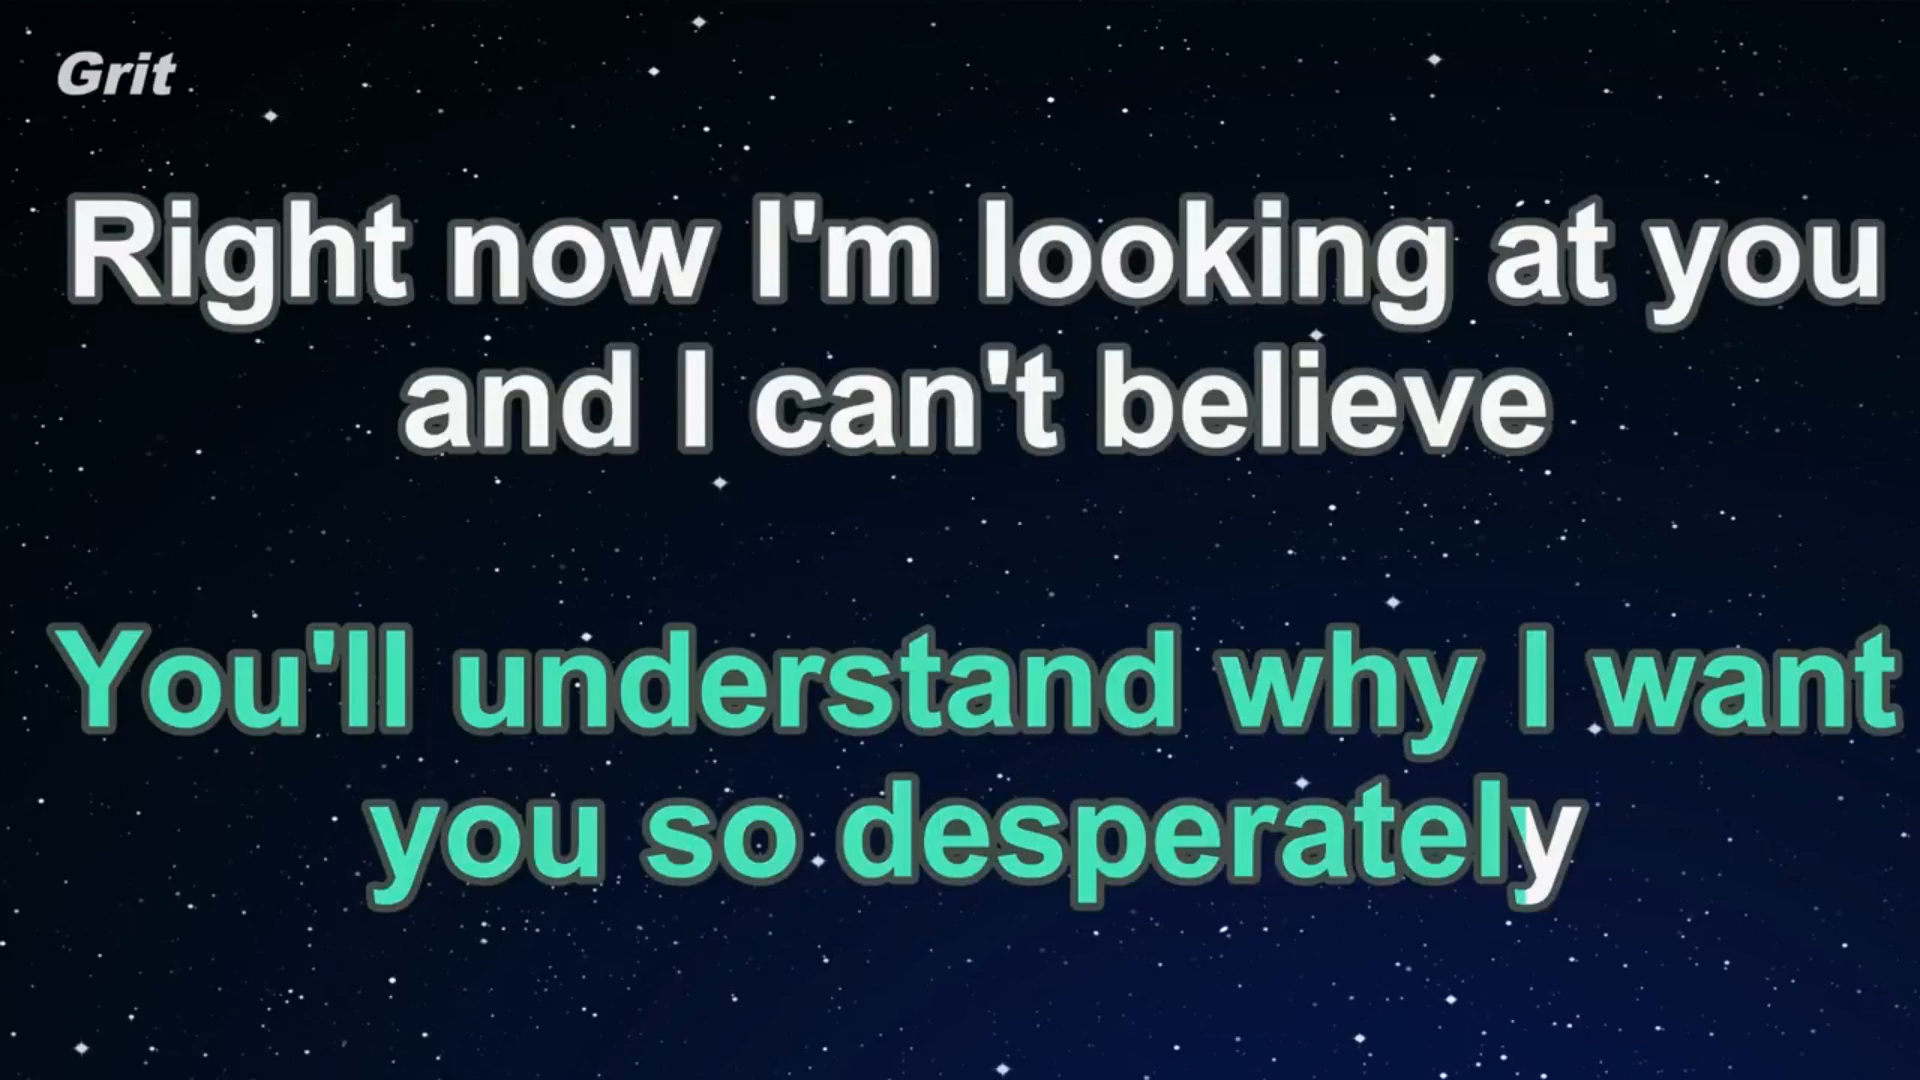 Grit
Right now I'm looking at you
and I can't believe
You'll understand why I want
you so desperately